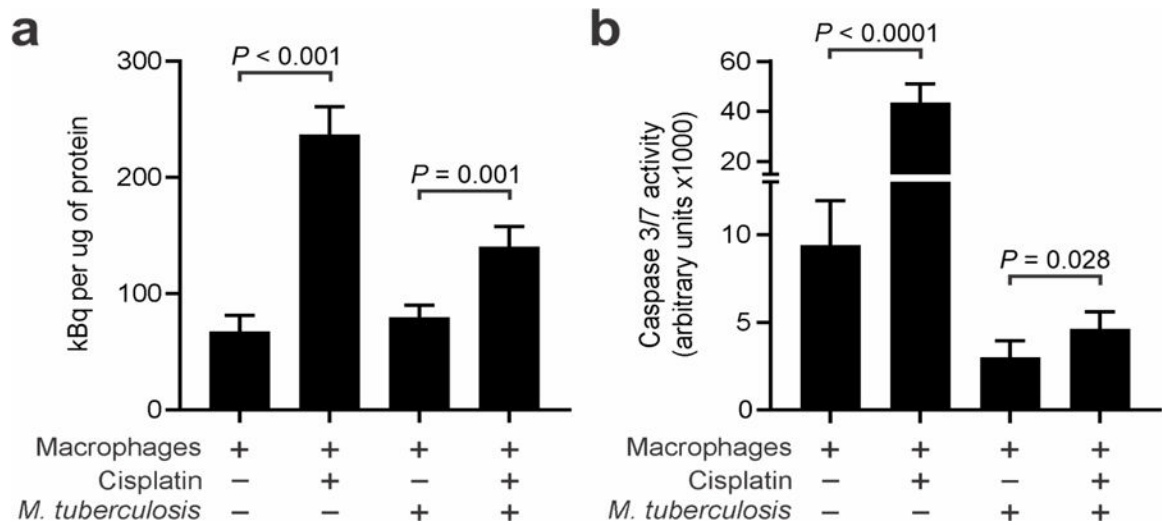 a
P < 0.001
P = 0.001
300
200
100
0
kBq per ug of protein
Macrophages + + + +
Cisplatin – + – +
M. tuberculosis – – + +
b
P < 0.0001
P = 0.028
60
40
20
10
5
0
Caspase 3/7 activity
(arbitrary units x1000)
Macrophages + + + +
Cisplatin – + – +
M. tuberculosis – – + +